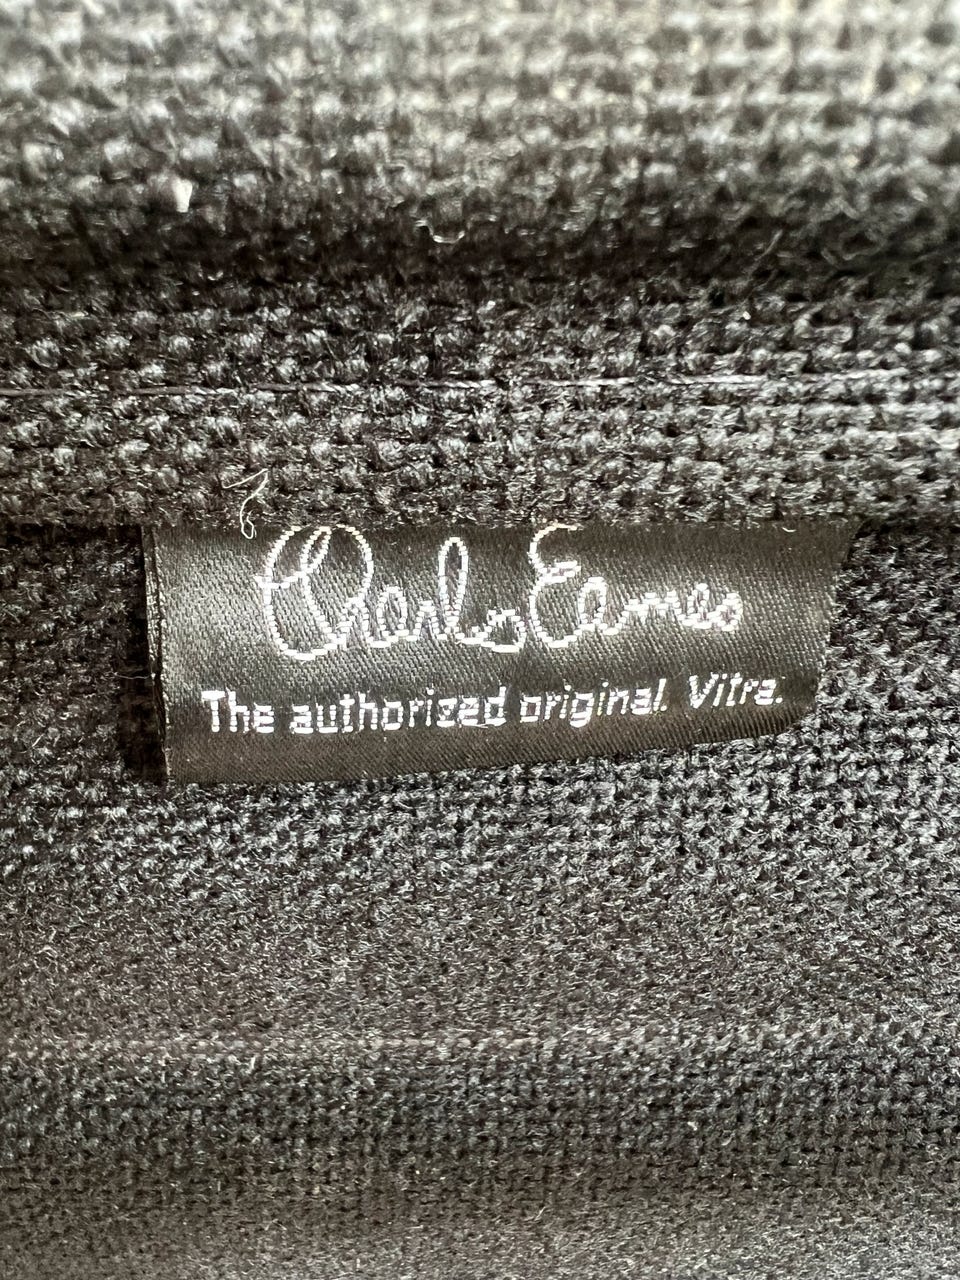 Charles Eames
The authorized original. Vitra.